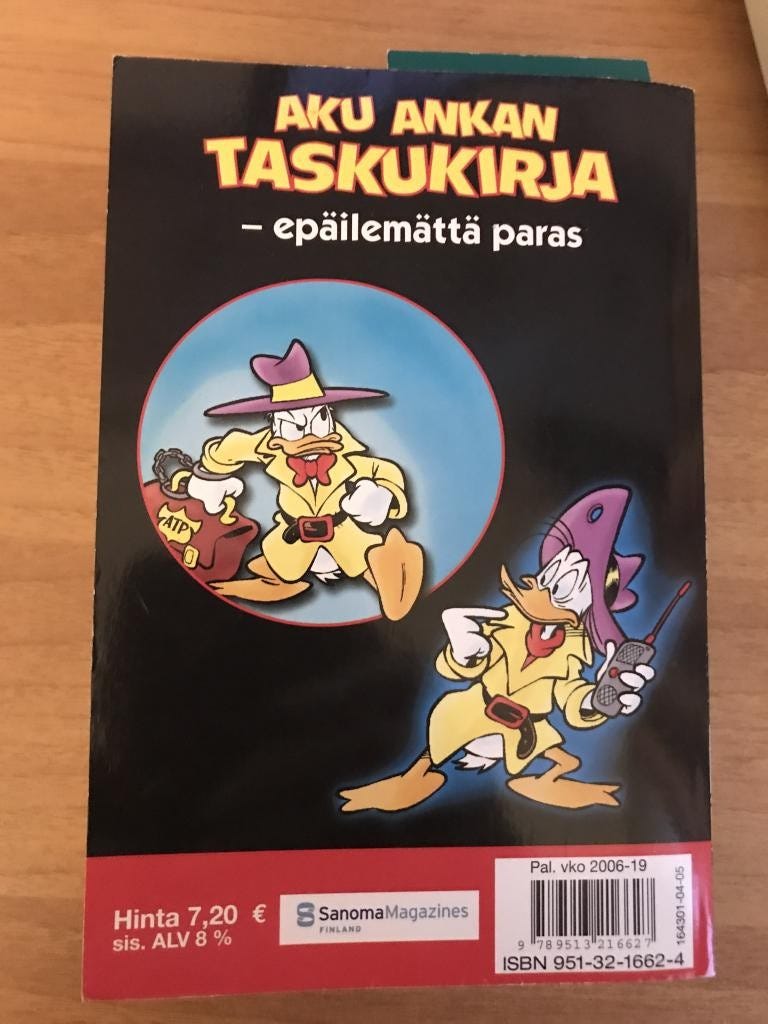 AKU ANKAN
TASKUKIRJA
– epäilemättä paras
ATP
Hinta 7,20 €
sis. ALV 8 %
SanomaMagazines
FINLAND
Pal. vko 2006-19
9 789513 216627
ISBN 951-32-1662-4
164301-04-05